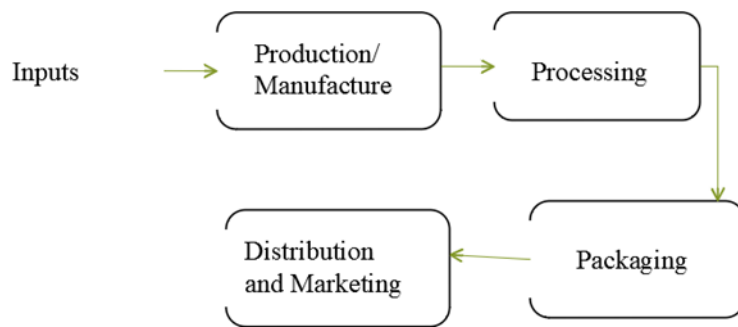 Inputs
Production/
Manufacture
Processing
Packaging
Distribution
and Marketing